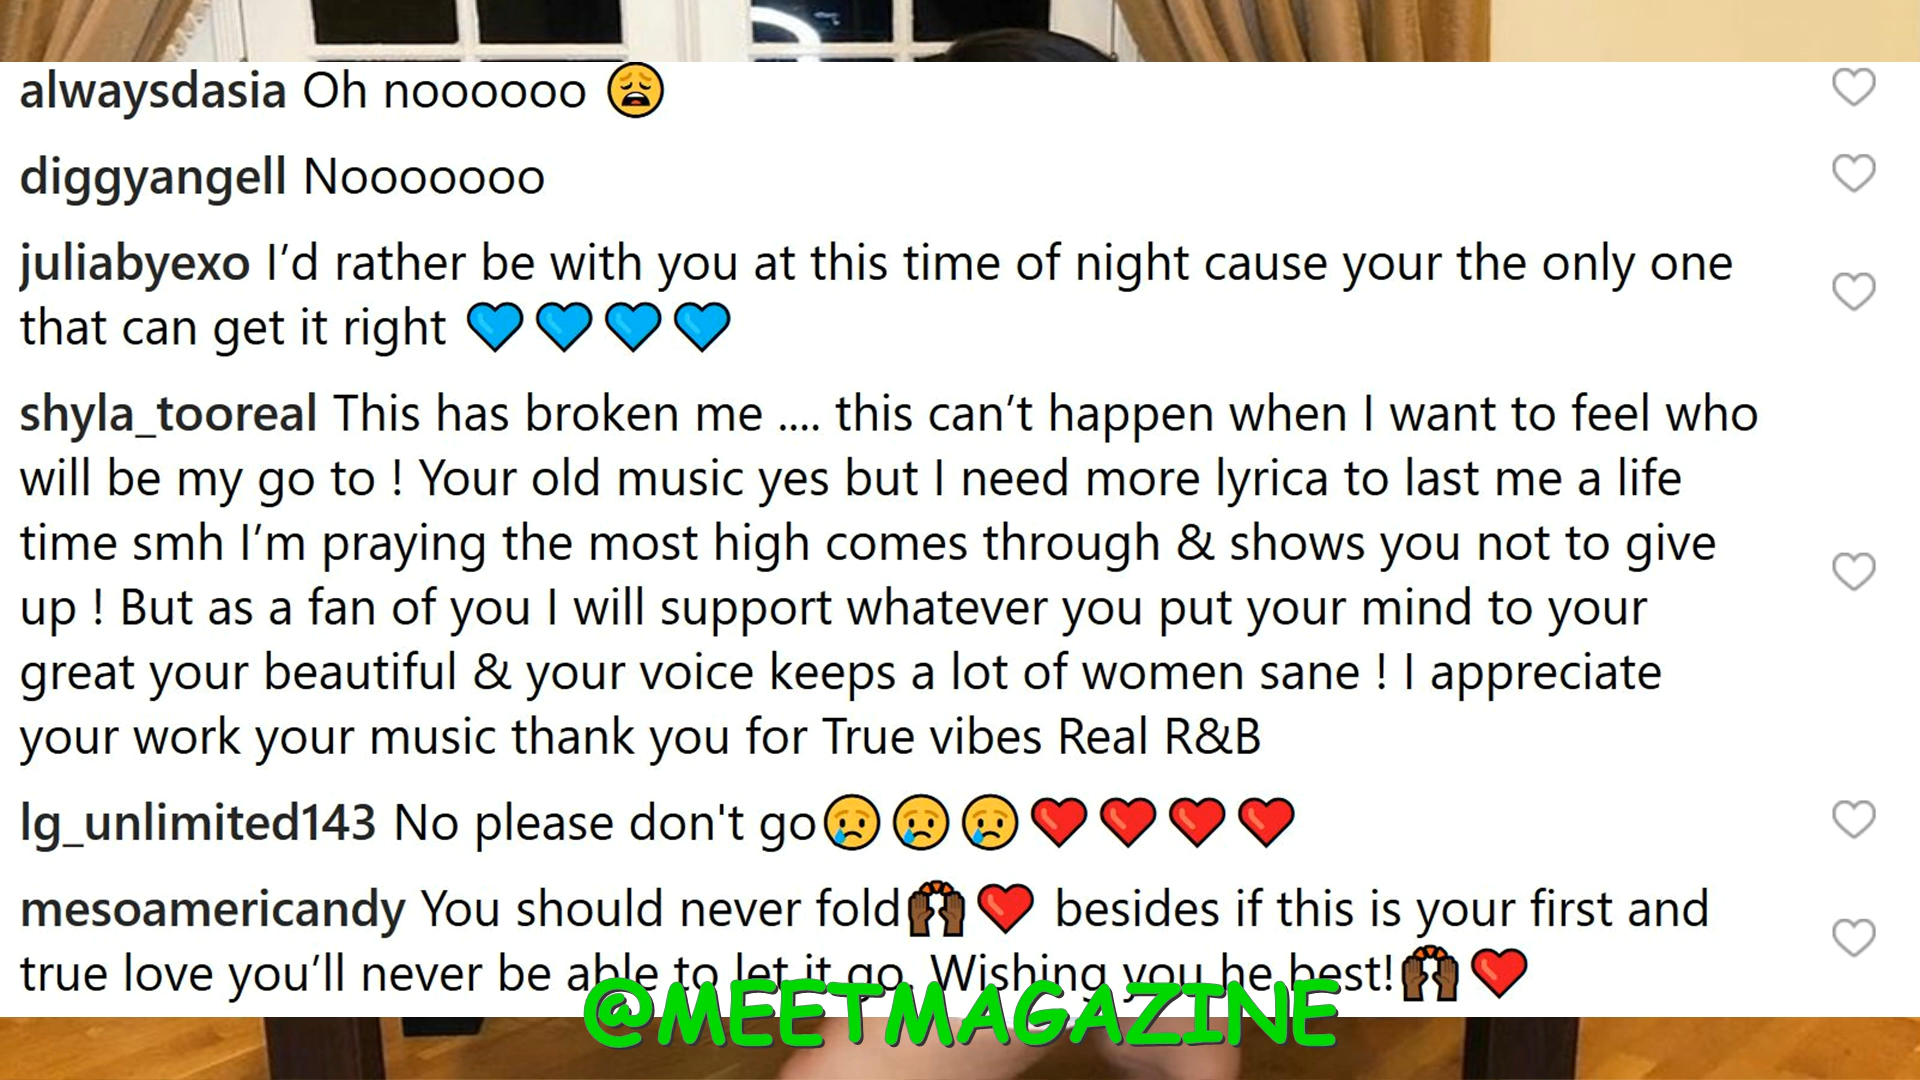 alwaysdasia Oh noooooo 😩
diggyangell Nooooooo
juliabyexo I’d rather be with you at this time of night cause your the only one
that can get it right 💙💙💙💙
shyla_tooreal This has broken me .... this can’t happen when I want to feel who
will be my go to ! Your old music yes but I need more lyrica to last me a life
time smh I’m praying the most high comes through & shows you not to give
up ! But as a fan of you I will support whatever you put your mind to your
great your beautiful & your voice keeps a lot of women sane ! I appreciate
your work your music thank you for True vibes Real R&B
lg_unlimited143 No please don't go😢😢😢❤️❤️❤️❤️
mesoamericandy You should never fold🙌🏾❤️ besides if this is your first and
true love you’ll never be able to let it go. Wishing you he best!🙌🏾❤️
@MEETMAGAZINE